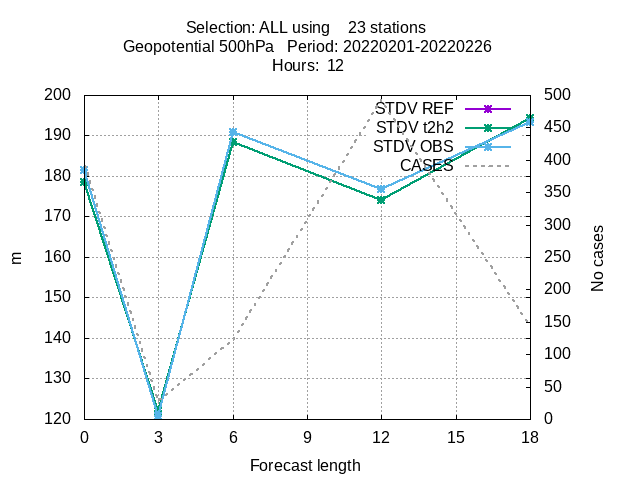 Selection: ALL using    23 stations
Geopotential 500hPa   Period: 20220201-20220226
Hours:  12
STDV REF
STDV t2h2
STDV OBS
CASES
m
200
190
180
170
160
150
140
130
120
500
450
400
350
300
250
200
150
100
50
0
No cases
0 3 6 9 12 15 18
Forecast length